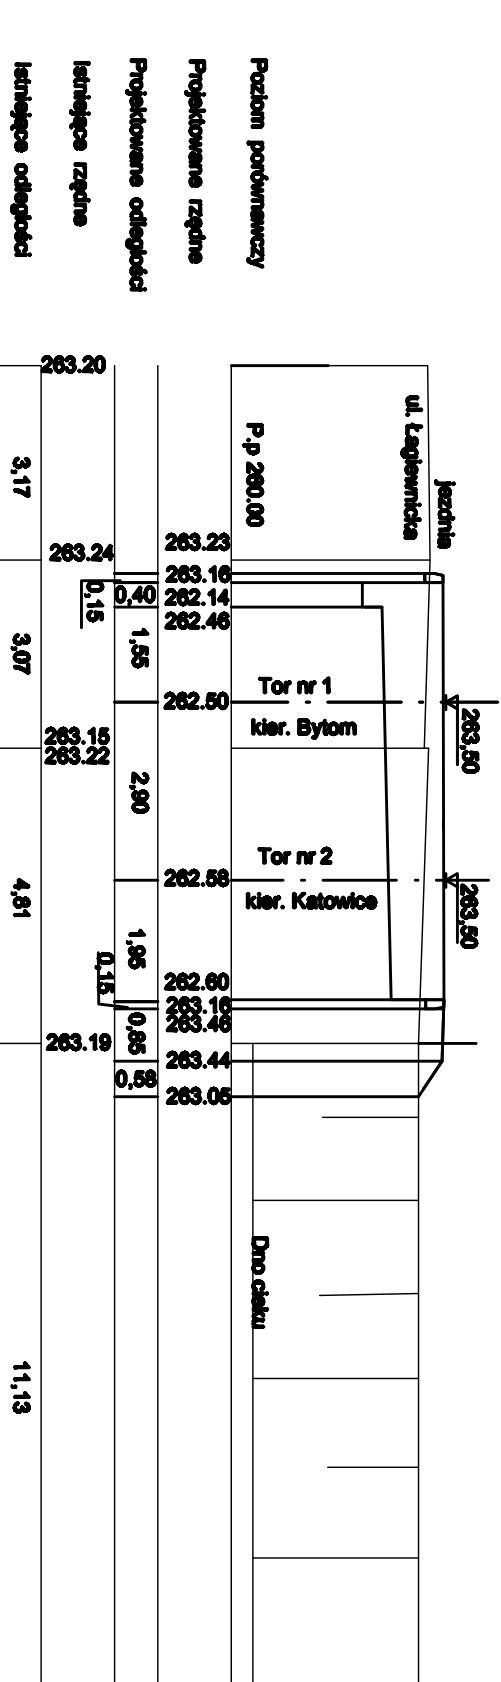 jezdnia
ul. Łagiewnicka
263,50
263,50
P.p 260.00
Tor nr 1
kier. Bytom
Tor nr 2
kier. Katowice
Dno cieku
Poziom porównawczy
Projektowane rzędne
263.23
263.16
262.14
262.46
262.50
262.58
262.60
263.16
263.46
263.44
263.05
Projektowane odległości
0,15
0,40
1,55
2,90
1,95
0,15
0,85
0,58
Istniejące rzędne
263.20
263.24
263.15
263.22
263.19
Istniejące odległości
3,17
3,07
4,81
11,13